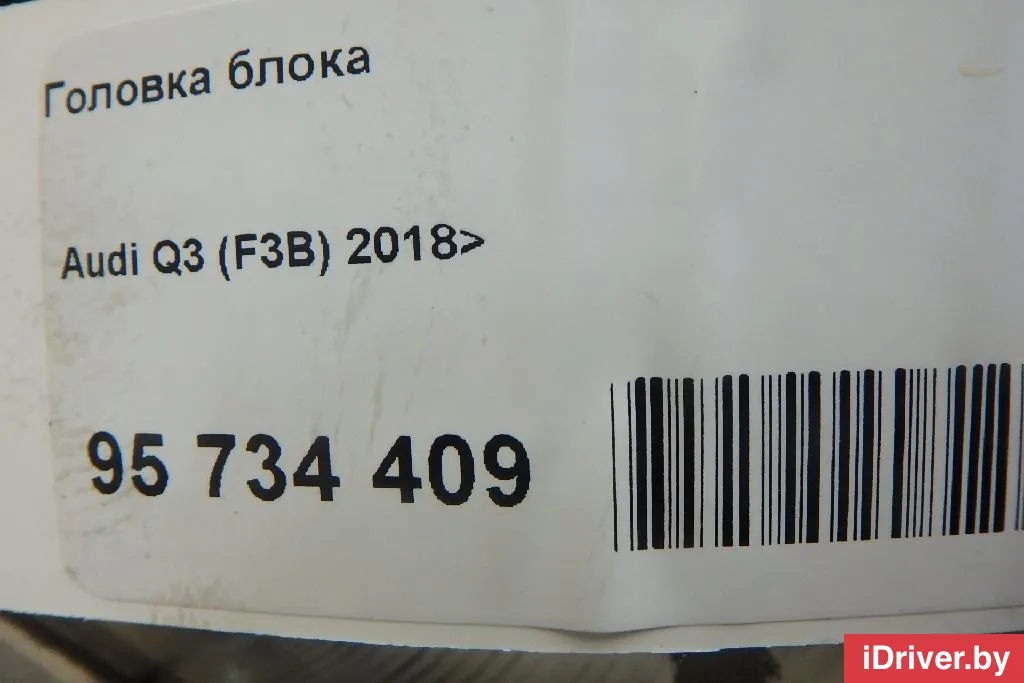 Головка блока
Audi Q3 (F3B) 2018>
95 734 409
iDriver.by